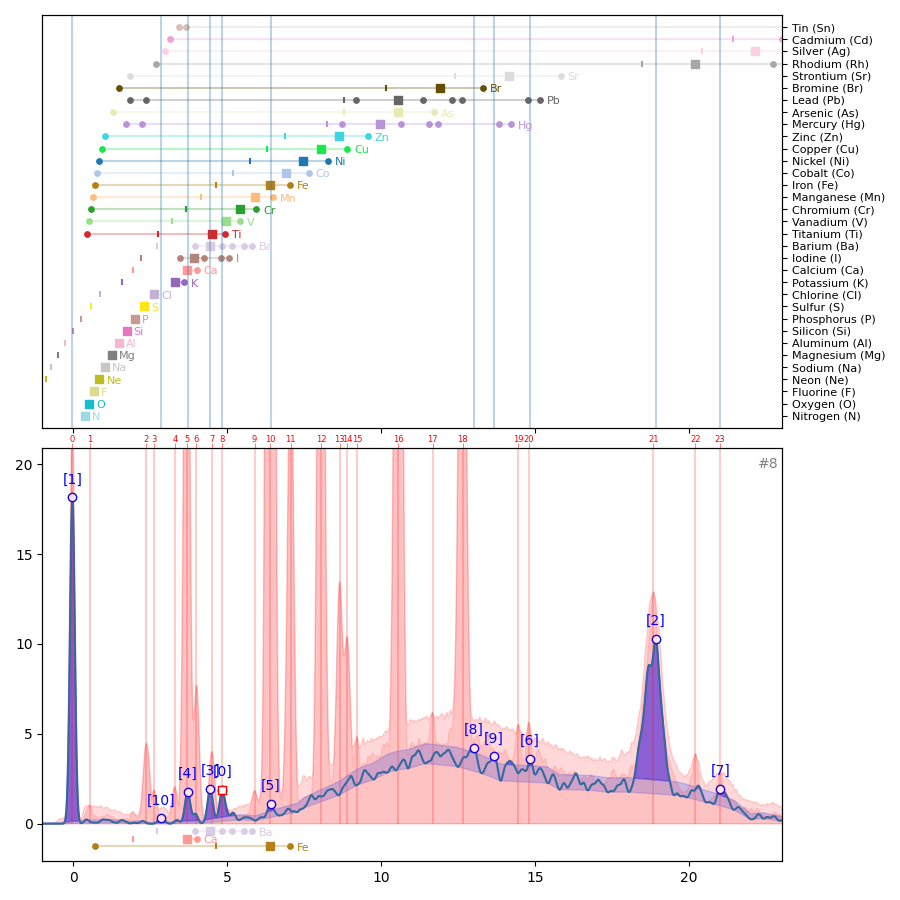 Tin (Sn)
Cadmium (Cd)
Silver (Ag)
Rhodium (Rh)
Sr Strontium (Sr)
Br Bromine (Br)
Pb Lead (Pb)
As Arsenic (As)
Hg Mercury (Hg)
Zn Zinc (Zn)
Cu Copper (Cu)
Ni Nickel (Ni)
Co Cobalt (Co)
Fe Iron (Fe)
Mn Manganese (Mn)
Cr Chromium (Cr)
V Vanadium (V)
Ti Titanium (Ti)
Ba Barium (Ba)
I Iodine (I)
Ca Calcium (Ca)
K Potassium (K)
Cl Chlorine (Cl)
S Sulfur (S)
P Phosphorus (P)
Si Silicon (Si)
Al Aluminum (Al)
Mg Magnesium (Mg)
Na Sodium (Na)
Ne Neon (Ne)
F Fluorine (F)
O Oxygen (O)
N Nitrogen (N)
0 1 2 3 4 5 6 7 8 9 10 11 12 13 14 15 16 17 18 19 20 21 22 23
#8
20
[1]
15
10
[2]
5
[8] [9] [6]
[4] [3] [0] [5] [7]
[10]
0
Ba
Ca
Fe
0 5 10 15 20